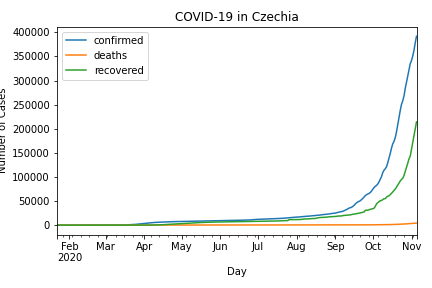 COVID-19 in Czechia
confirmed
deaths
recovered
400000
350000
300000
250000
200000
150000
100000
50000
0
Number of Cases
Feb Mar Apr May Jun Jul Aug Sep Oct Nov
2020
Day